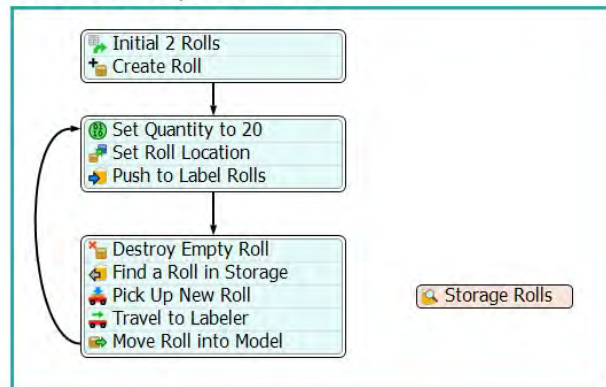 Initial 2 Rolls
Create Roll
Set Quantity to 20
Set Roll Location
Push to Label Rolls
Destroy Empty Roll
Find a Roll in Storage
Pick Up New Roll
Travel to Labeler
Move Roll into Model
Storage Rolls